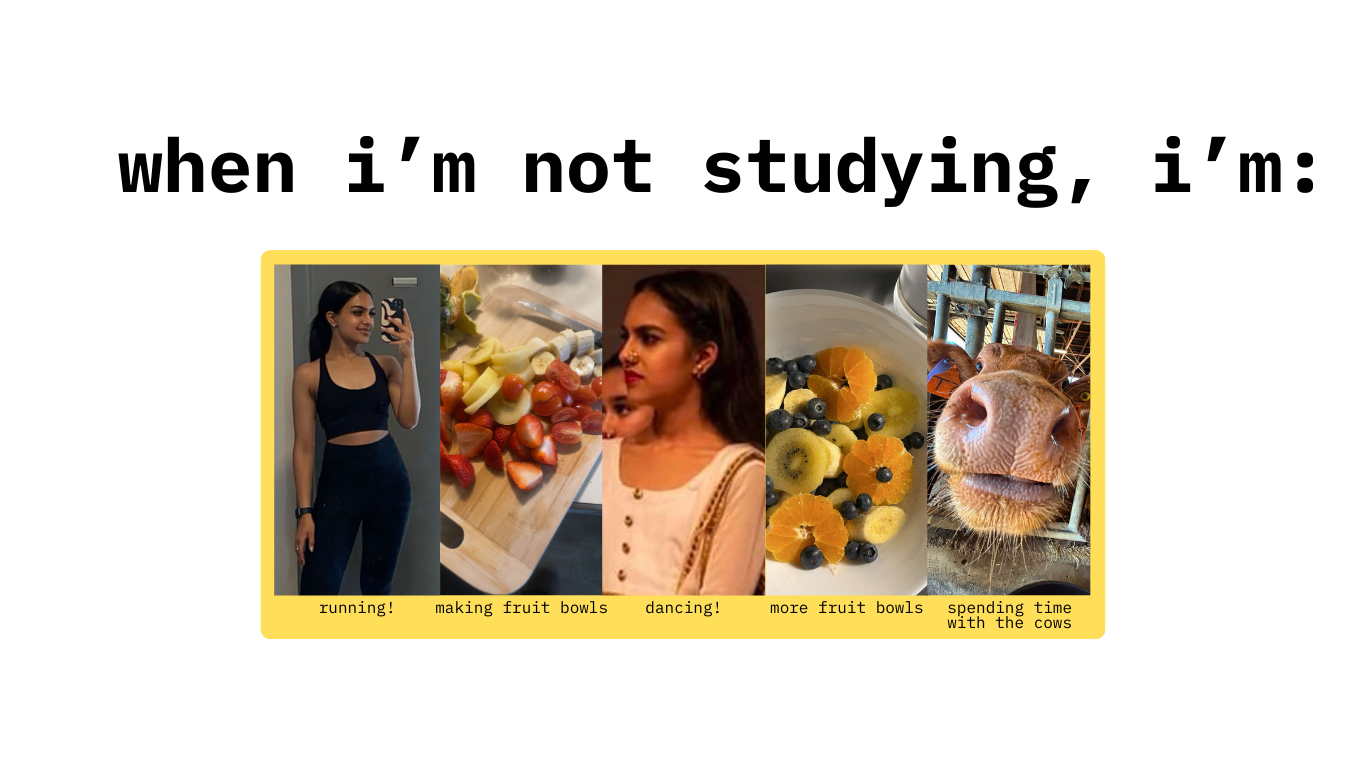 when i’m not studying, i’m:
running!
making fruit bowls
dancing!
more fruit bowls
spending time
with the cows